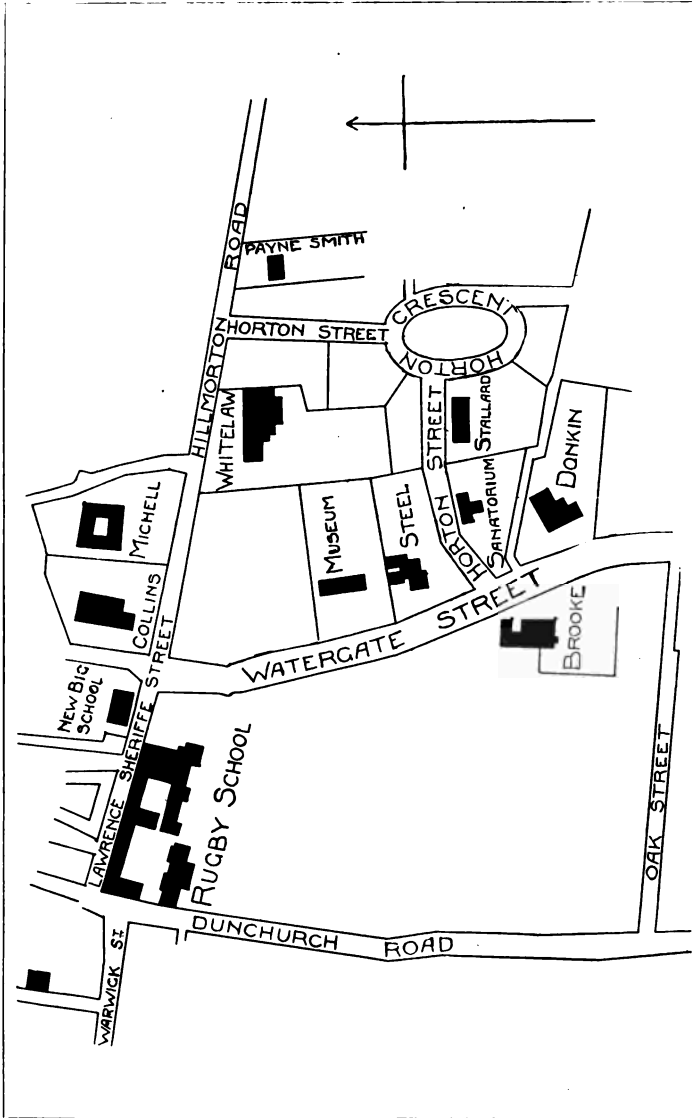 HILLMORTON ROAD
PAYNE SMITH
HORTON STREET
HORTON CRESCENT
WHITELAW
HORTON STREET
STALLARD
MICHELL
MUSEUM
STEEL
SANATORIUM
DONKIN
COLLINS
WATERGATE STREET
BROOKE
NEW BIG
SCHOOL
LAWRENCE SHERIFFE STREET
RUGBY SCHOOL
OAK STREET
DUNCHURCH ROAD
WARWICK ST.